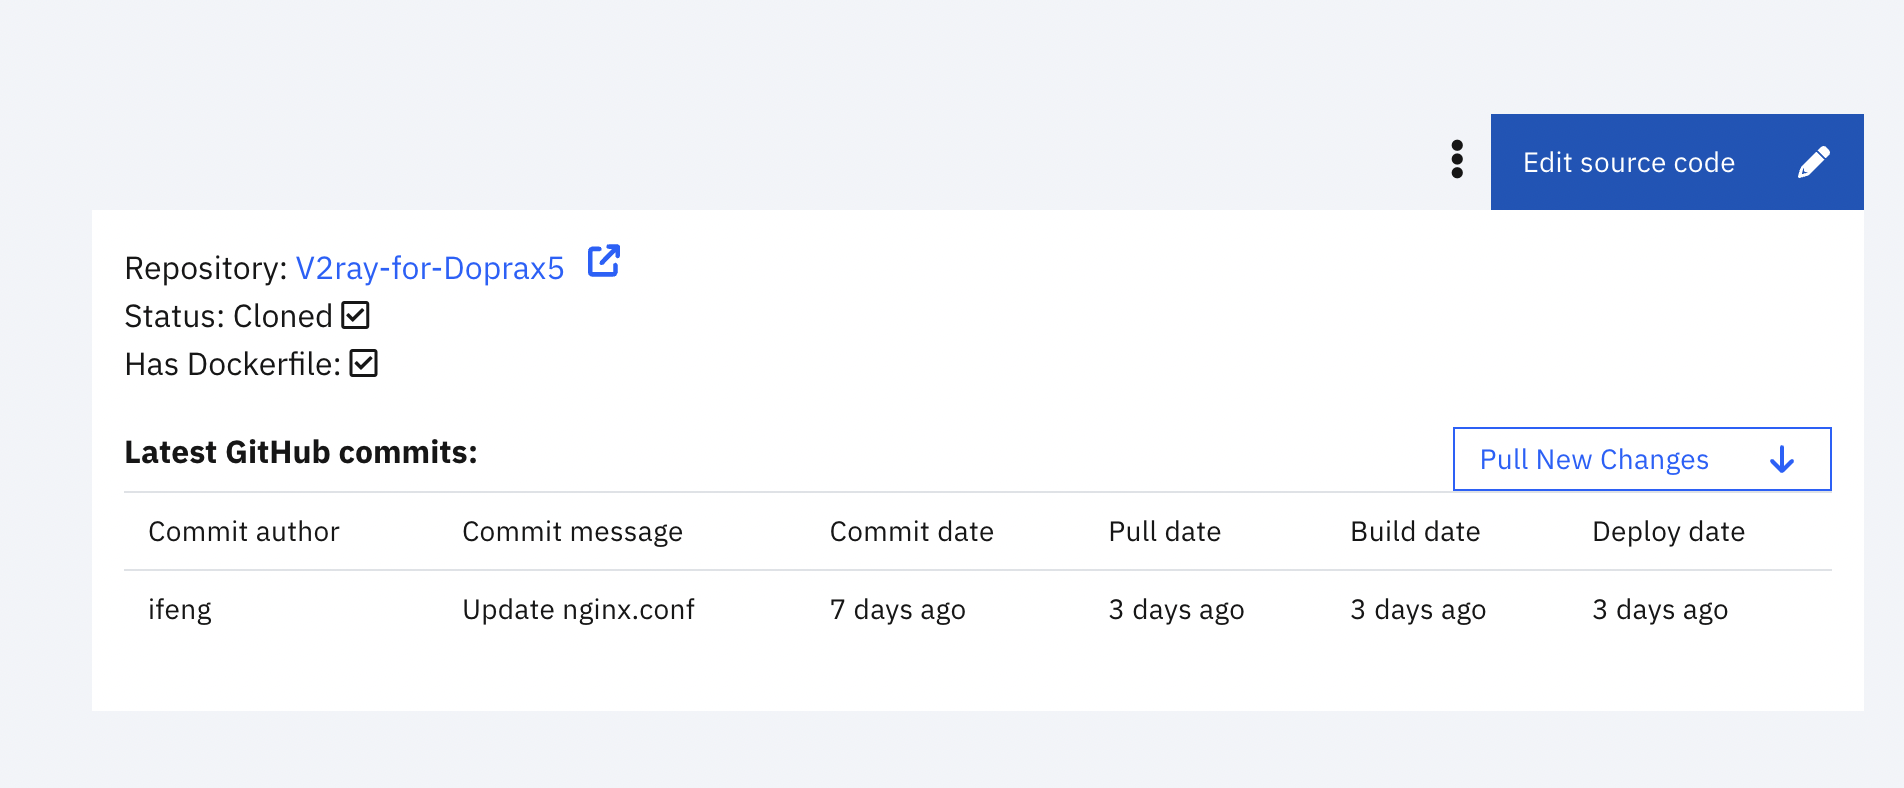 Edit source code
Repository: V2ray-for-Doprax5
Status: Cloned
Has Dockerfile:
Latest GitHub commits:
Pull New Changes
Commit author Commit message Commit date Pull date Build date Deploy date
ifeng Update nginx.conf 7 days ago 3 days ago 3 days ago 3 days ago